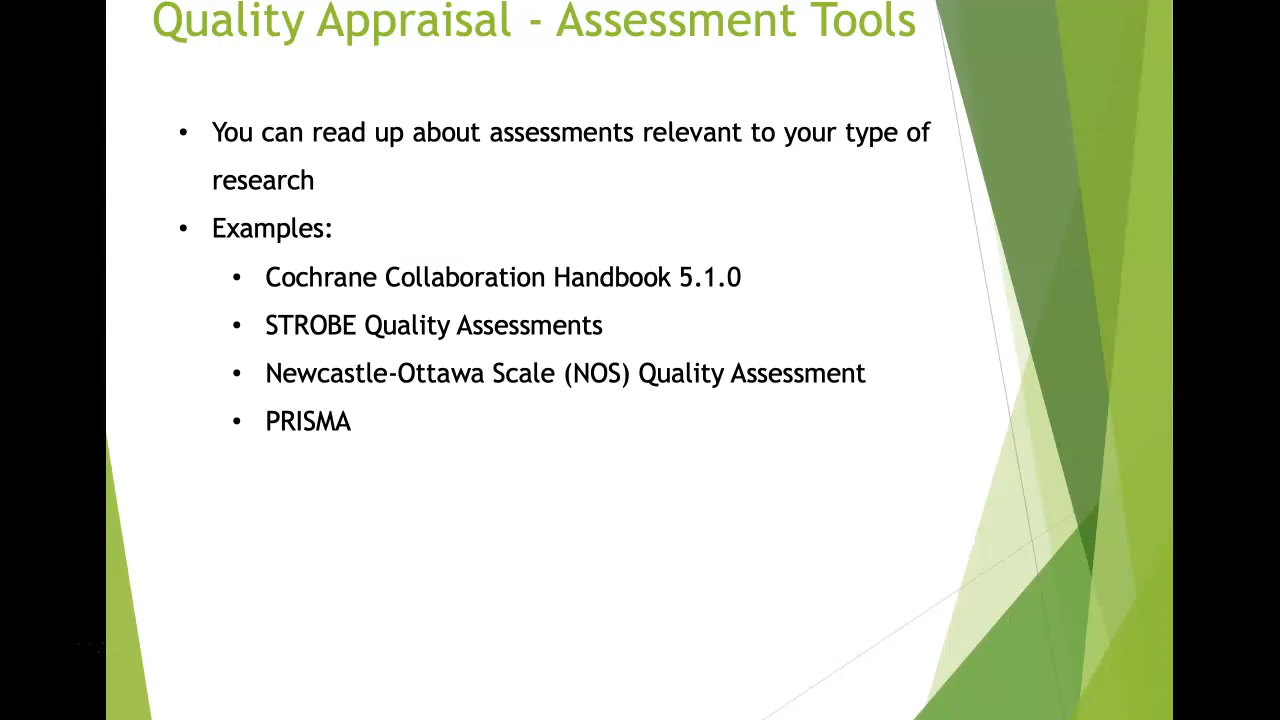 Quality Appraisal - Assessment Tools
• You can read up about assessments relevant to your type of
research
• Examples:
• Cochrane Collaboration Handbook 5.1.0
• STROBE Quality Assessments
• Newcastle-Ottawa Scale (NOS) Quality Assessment
• PRISMA